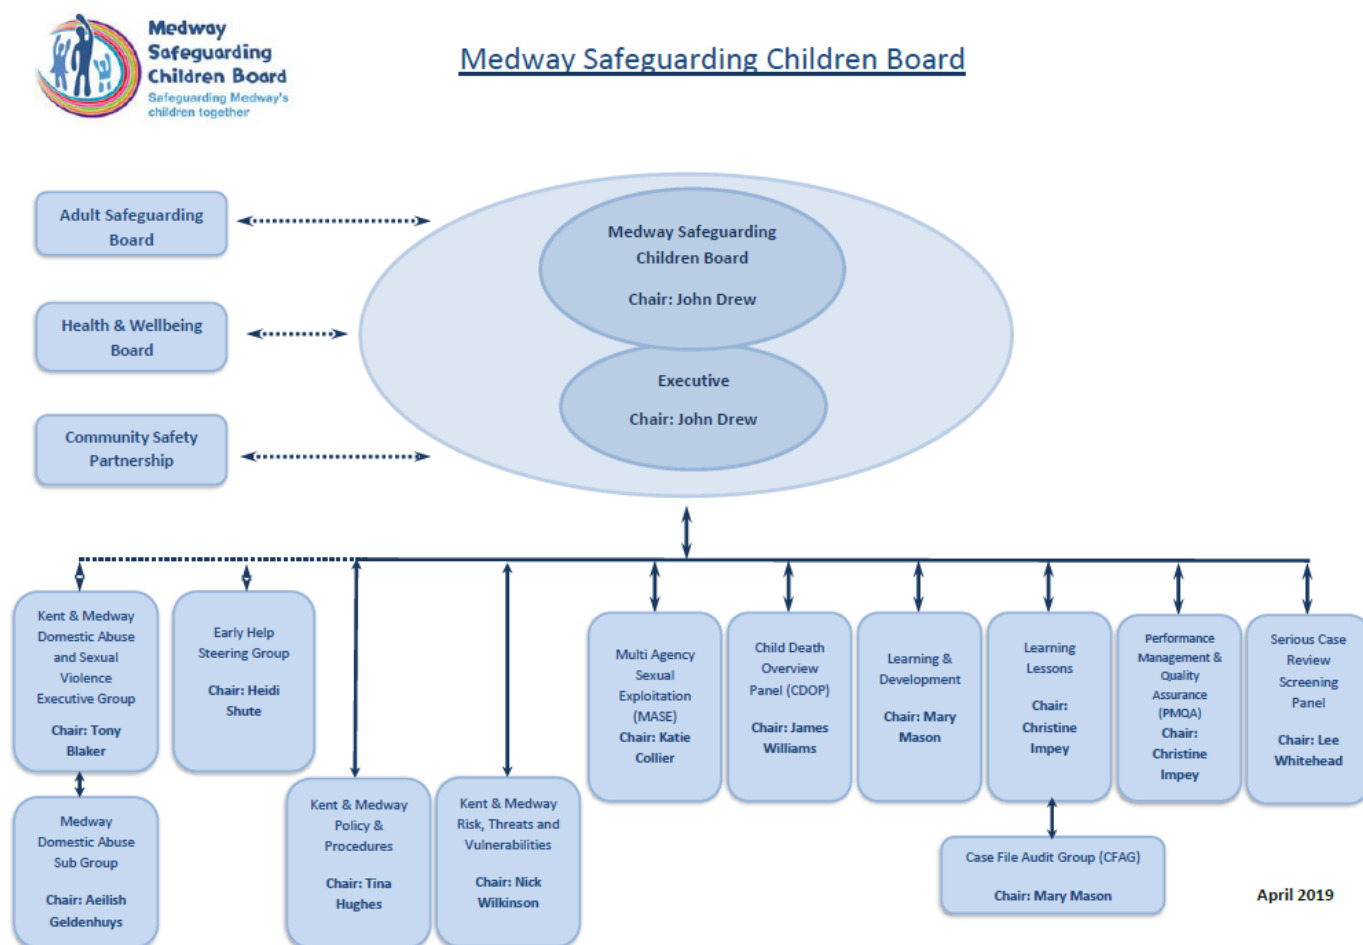 Medway
Safeguarding
Children Board
Safeguarding Medway's
children together
Medway Safeguarding Children Board
Adult Safeguarding
Board
Health & Wellbeing
Board
Community Safety
Partnership
Medway Safeguarding
Children Board
Chair: John Drew
Executive
Chair: John Drew
Kent & Medway
Domestic Abuse
and Sexual
Violence
Executive Group
Chair: Tony
Blaker
Early Help
Steering Group
Chair: Heidi
Shute
Multi Agency
Sexual
Exploitation
(MASE)
Chair: Katie
Collier
Child Death
Overview
Panel (CDOP)
Chair: James
Williams
Learning &
Development
Chair: Mary
Mason
Learning
Lessons
Chair:
Christine
Impey
Performance
Management &
Quality
Assurance
(PMQA)
Chair:
Christine
Impey
Serious Case
Review
Screening
Panel
Chair: Lee
Whitehead
Medway
Domestic Abuse
Sub Group
Chair: Aeilish
Geldenhuys
Kent & Medway
Policy &
Procedures
Chair: Tina
Hughes
Kent & Medway
Risk, Threats and
Vulnerabilities
Chair: Nick
Wilkinson
Case File Audit Group (CFAG)
Chair: Mary Mason
April 2019